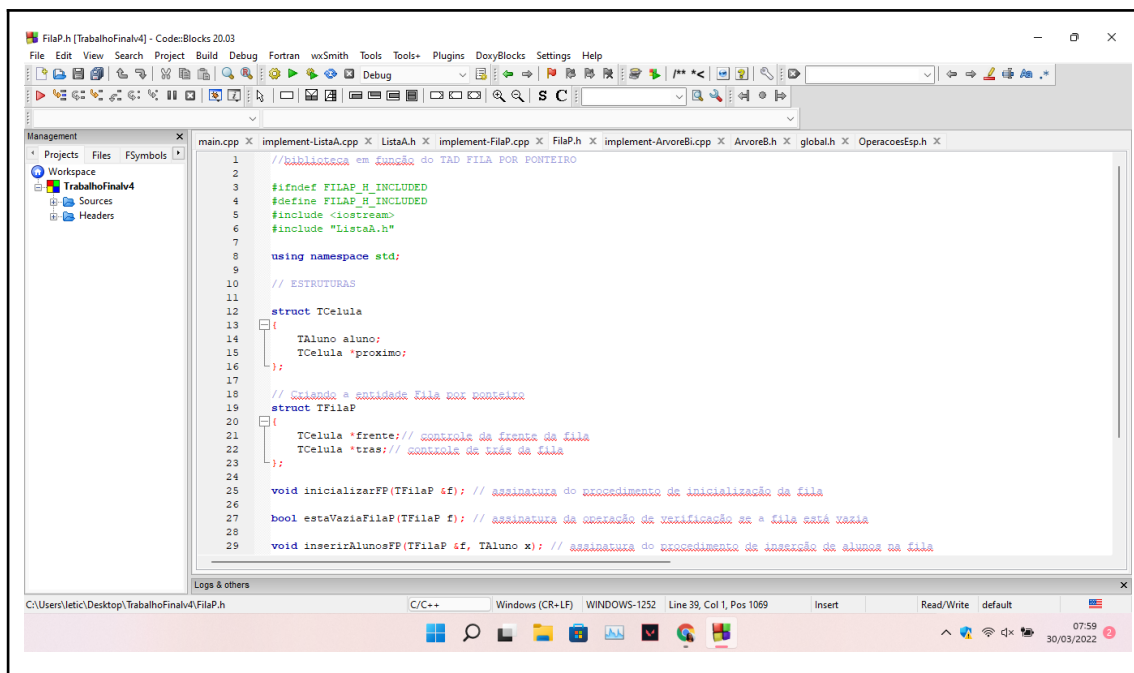 FilaP.h [TrabalhoFinalv4] - Code::Blocks 20.03
File Edit View Search Project Build Debug Fortran wxSmith Tools Tools+ Plugins DoxyBlocks Settings Help
Debug /** *<
S C
Management
main.cpp X implement-ListaA.cpp X ListaA.h X implement-FilaP.cpp X FilaP.h X implement-ArvoreBi.cpp X ArvoreB.h X global.h X OperacoesEsp.h X
Projects Files FSymbols
Workspace
TrabalhoFinalv4
Sources
Headers
1 //biblioteca em função do TAD FILA POR PONTEIRO
2
3 #ifndef FILAP_H_INCLUDED
4 #define FILAP_H_INCLUDED
5 #include <iostream>
6 #include "ListaA.h"
7
8 using namespace std;
9
10 // ESTRUTURAS
11
12 struct TCelula
13 {
14 TAluno aluno;
15 TCelula *proximo;
16 };
17
18 // Criando a entidade Fila por ponteiro
19 struct TFilaP
20 {
21 TCelula *frente;// controle da frente da fila
22 TCelula *tras;// controle de trás da fila
23 };
24
25 void inicializarFP(TFilaP &f); // assinatura do procedimento de inicialização da fila
26
27 bool estaVaziaFilaP(TFilaP f); // assinatura da operação de verificação se a fila está vazia
28
29 void inserirAlunosFP(TFilaP &f, TAluno x); // assinatura do procedimento de inserção de alunos na fila
Logs & others
C:\Users\letic\Desktop\TrabalhoFinalv4\FilaP.h C/C++ Windows (CR+LF) WINDOWS-1252 Line 39, Col 1, Pos 1069 Insert Read/Write default
07:59
30/03/2022 2